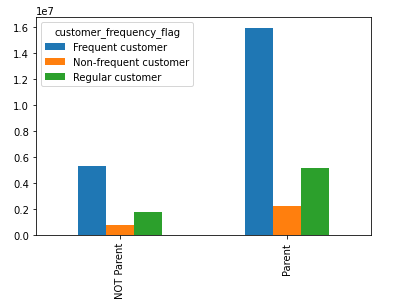 1e7
customer_frequency_flag
Frequent customer
Non-frequent customer
Regular customer
1.6
1.4
1.2
1.0
0.8
0.6
0.4
0.2
0.0
NOT Parent
Parent